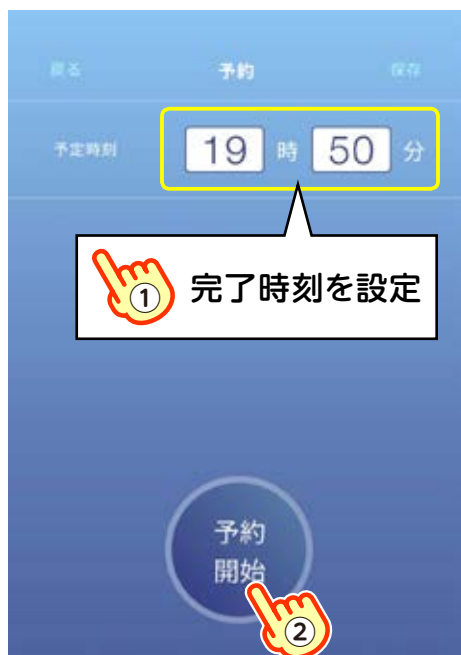 戻る 予約 保存
予定時刻 19 時 50 分
① 完了時刻を設定
予約
開始
②